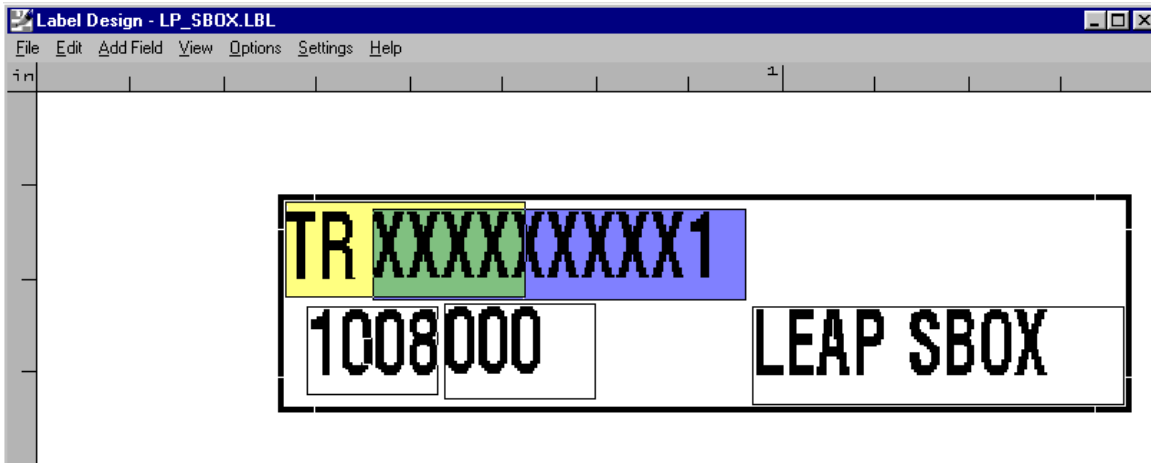 Label Design - LP_SBOX.LBL
File Edit Add Field View Options Settings Help
in 1
TR XXXXXXXXX1
1008000 LEAP SBOX